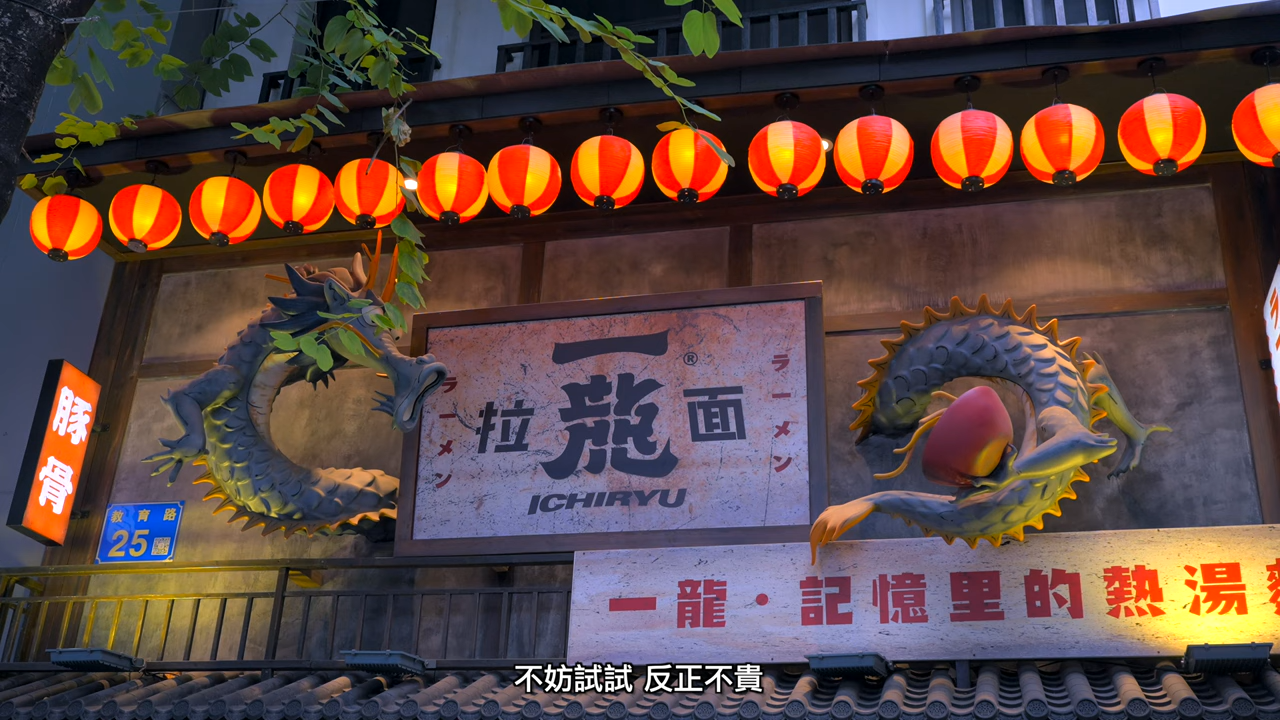 豚骨
教育路
25
ラーメン
一龍
®
拉
面
ラーメン
ICHIRYU
一龍・記憶里的熱湯
不妨試試 反正不貴